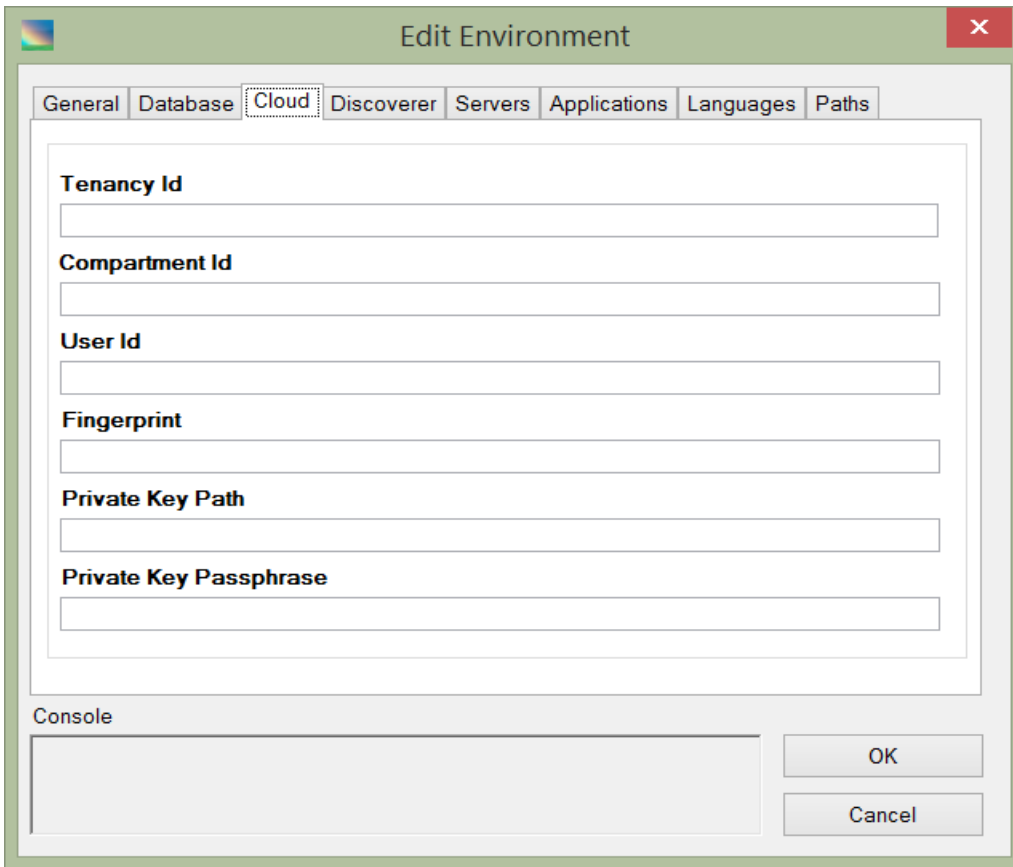 Edit Environment
General Database Cloud Discoverer Servers Applications Languages Paths
Tenancy Id
Compartment Id
User Id
Fingerprint
Private Key Path
Private Key Passphrase
Console
OK
Cancel